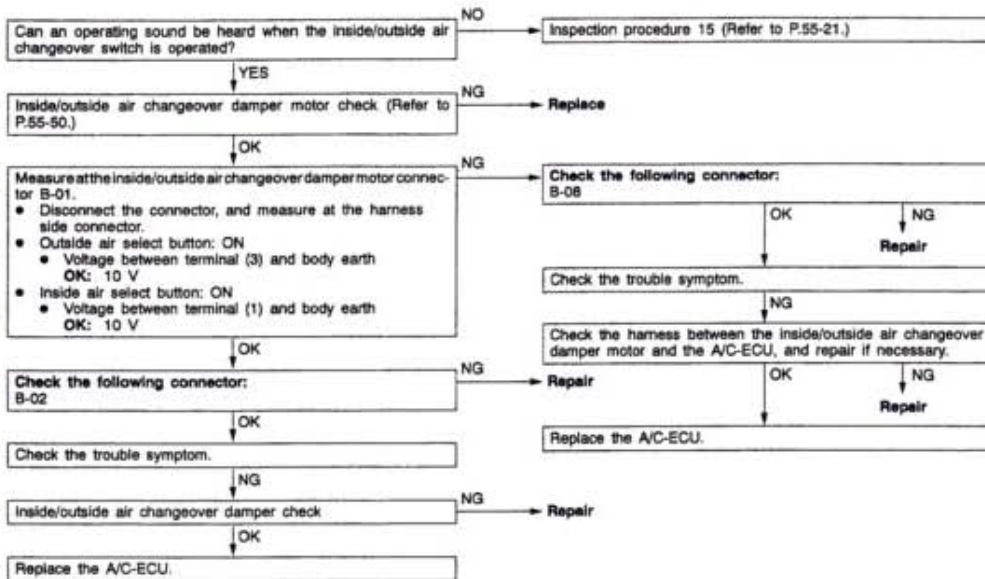 Can an operating sound be heard when the inside/outside air
changeover switch is operated?
NO
Inspection procedure 15 (Refer to P.55-21.)
YES
Inside/outside air changeover damper motor check (Refer to
P.55-50.)
NG
Replace
OK
Measure at the inside/outside air changeover damper motor connec-
tor B-01.
● Disconnect the connector, and measure at the harness
side connector.
● Outside air select button: ON
● Voltage between terminal (3) and body earth
OK: 10 V
● Inside air select button: ON
● Voltage between terminal (1) and body earth
OK: 10 V
NG
Check the following connector:
B-08
OK
NG
Repair
Check the trouble symptom.
NG
Check the harness between the inside/outside air changeover
damper motor and the A/C-ECU, and repair if necessary.
OK
NG
Repair
Replace the A/C-ECU.
OK
Check the following connector:
B-02
NG
Repair
OK
Check the trouble symptom.
NG
Inside/outside air changeover damper check
NG
Repair
OK
Replace the A/C-ECU.